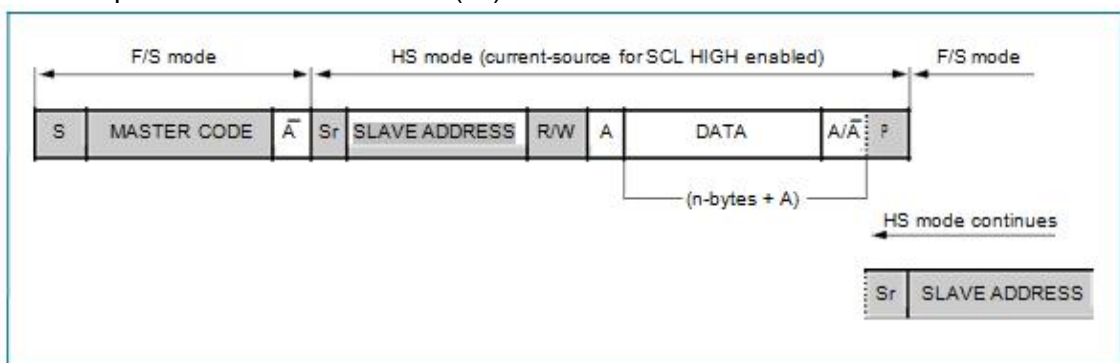 F/S mode HS mode (current-source for SCL HIGH enabled) F/S mode
S MASTER CODE A̅ Sr SLAVE ADDRESS R/W A DATA A/A̅ P
(n-bytes + A)
HS mode continues
Sr SLAVE ADDRESS